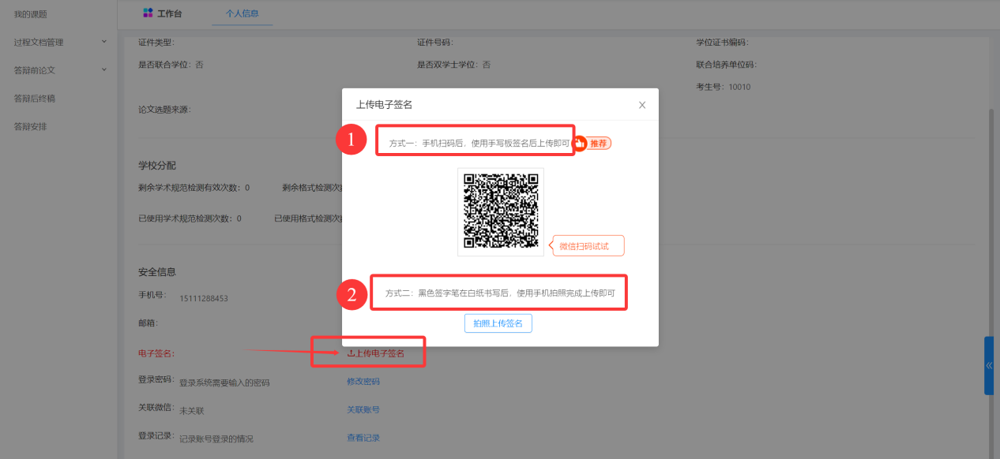 我的课题
工作台
个人信息
过程文档管理
证件类型：
证件号码：
学位证书编码：
答辩前论文
是否联合学位：否
是否双学士学位：否
联合培养单位码：
考生号：10010
答辩后终稿
上传电子签名
论文选题来源：
答辩安排
1
方式一：手机扫码后，使用手写板签名后上传即可
推荐
学校分配
剩余学术规范检测有效次数：0
剩余格式检测次
已使用学术规范检测次数：0
已使用格式检测次
微信扫码试试
安全信息
2
方式二：黑色签字笔在白纸书写后，使用手机拍照完成上传即可
手机号：
15111288453
邮箱：
拍照上传签名
电子签名：
上传电子签名
登录密码：
登录系统需要输入的密码
修改密码
关联微信：
未关联
关联账号
登录记录：
记录账号登录的情况
查看记录